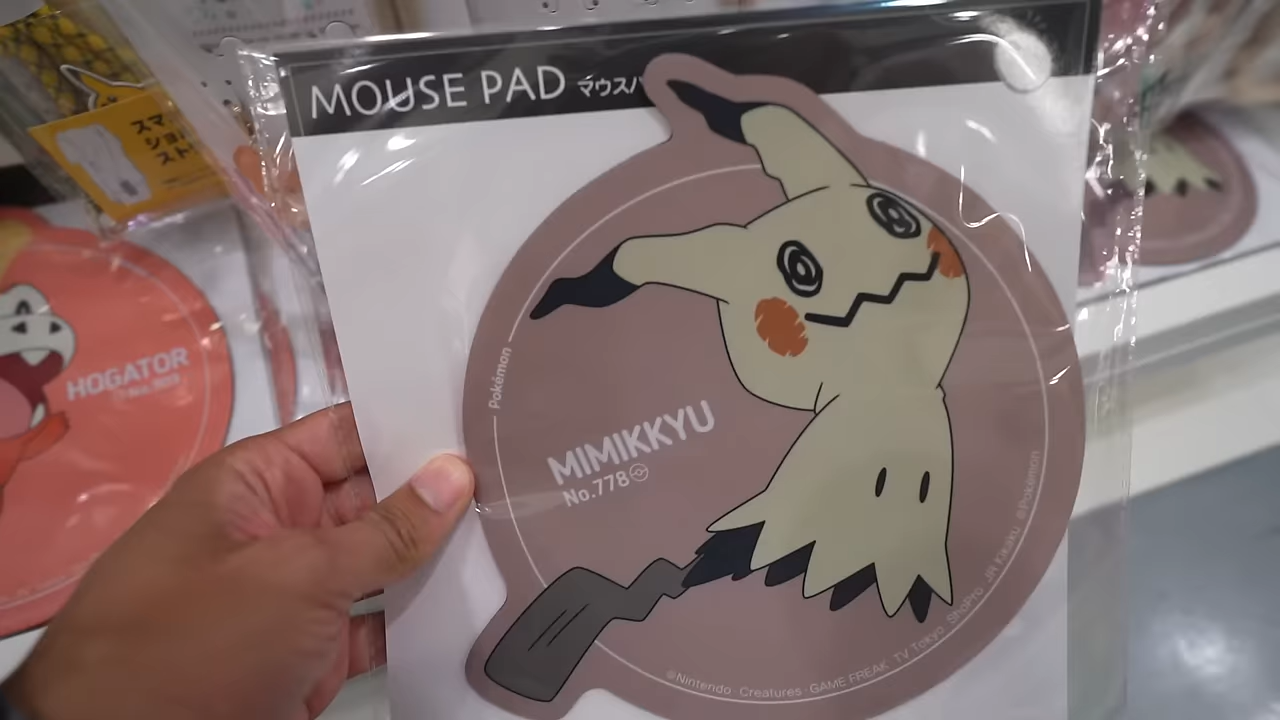 MOUSE PAD マウスパ
スマ
ショ
スト
HOGATOR
Pokémon
MIMIKKYU
No.778
©Nintendo・Creatures・GAME FREAK・TV Tokyo・ShoPro・JR Kikaku ©Pokémon